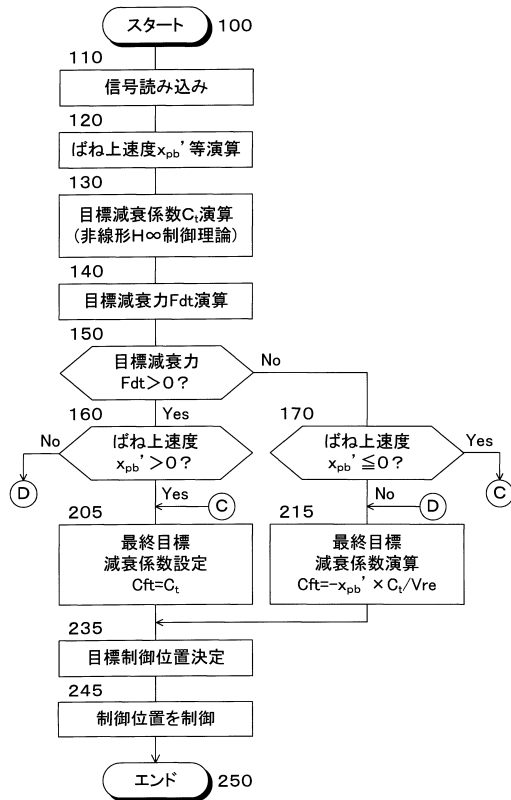 スタート 100
110
信号読み込み
120
ばね上速度xpb'等演算
130
目標減衰係数Ct演算
(非線形H∞制御理論)
140
目標減衰力Fdt演算
150
目標減衰力
Fdt>0?
No
160
Yes
170
No
ばね上速度
xpb'>0?
ばね上速度
xpb'≦0?
Yes
D
Yes
C
No
D
C
205
最終目標
減衰係数設定
Cft=Ct
215
最終目標
減衰係数演算
Cft=-xpb'×Ct/Vre
235
目標制御位置決定
245
制御位置を制御
エンド 250